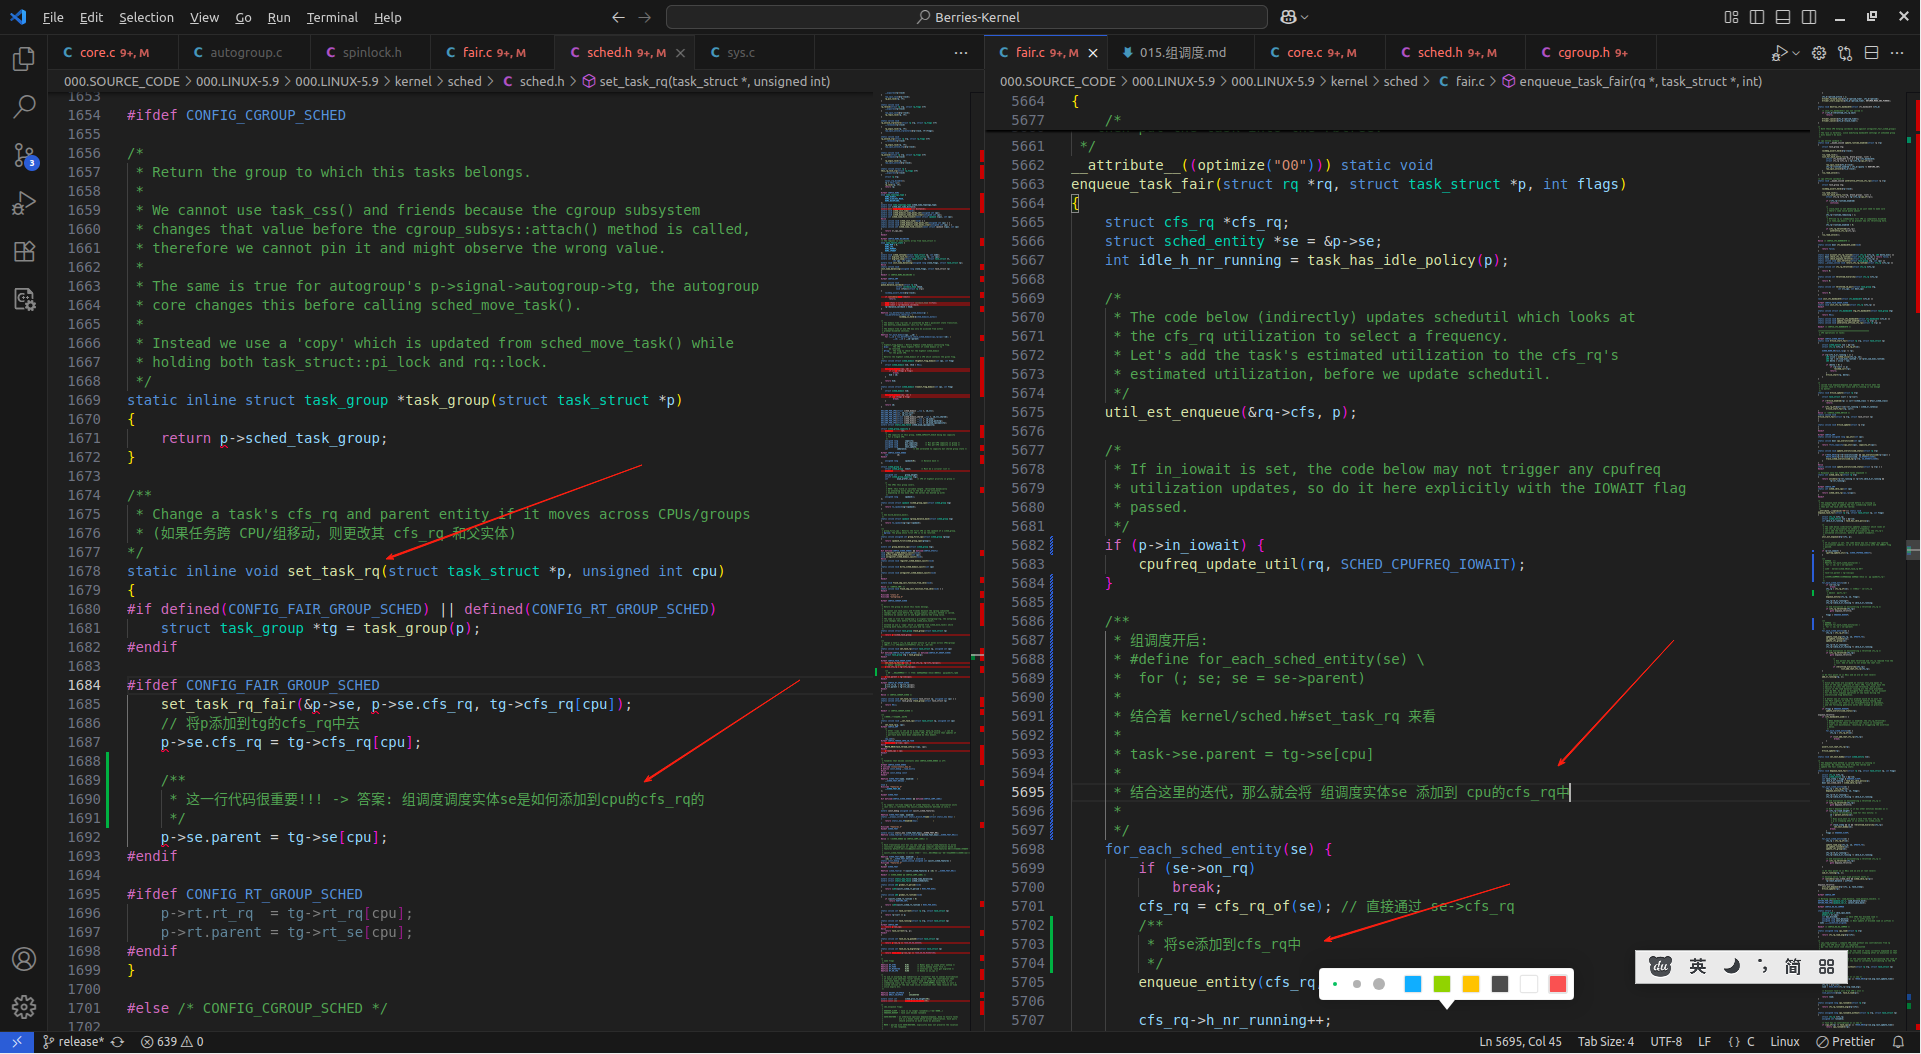 File Edit Selection View Go Run Terminal Help
Berries-Kernel
core.c 9+, M
autogroup.c
spinlock.h
fair.c 9+, M
sched.h 9+, M
sys.c
000.SOURCE_CODE > 000.LINUX-5.9 > 000.LINUX-5.9 > kernel > sched > C sched.h > set_task_rq(task_struct *, unsigned int)
1653
1654 #ifdef CONFIG_CGROUP_SCHED
1655
1656 /*
1657  * Return the group to which this tasks belongs.
1658  *
1659  * We cannot use task_css() and friends because the cgroup subsystem
1660  * changes that value before the cgroup_subsys::attach() method is called,
1661  * therefore we cannot pin it and might observe the wrong value.
1662  *
1663  * The same is true for autogroup's p->signal->autogroup->tg, the autogroup
1664  * core changes this before calling sched_move_task().
1665  *
1666  * Instead we use a 'copy' which is updated from sched_move_task() while
1667  * holding both task_struct::pi_lock and rq::lock.
1668  */
1669 static inline struct task_group *task_group(struct task_struct *p)
1670 {
1671     return p->sched_task_group;
1672 }
1673
1674 /**
1675  * Change a task's cfs_rq and parent entity if it moves across CPUs/groups
1676  * (如果任务跨 CPU/组移动，则更改其 cfs_rq 和父实体)
1677 */
1678 static inline void set_task_rq(struct task_struct *p, unsigned int cpu)
1679 {
1680 #if defined(CONFIG_FAIR_GROUP_SCHED) || defined(CONFIG_RT_GROUP_SCHED)
1681     struct task_group *tg = task_group(p);
1682 #endif
1683
1684 #ifdef CONFIG_FAIR_GROUP_SCHED
1685     set_task_rq_fair(&p->se, p->se.cfs_rq, tg->cfs_rq[cpu]);
1686     // 将p添加到tg的cfs_rq中去
1687     p->se.cfs_rq = tg->cfs_rq[cpu];
1688
1689     /**
1690      * 这一行代码很重要!!! -> 答案: 组调度调度实体se是如何添加到cpu的cfs_rq的
1691      */
1692     p->se.parent = tg->se[cpu];
1693 #endif
1694
1695 #ifdef CONFIG_RT_GROUP_SCHED
1696     p->rt.rt_rq  = tg->rt_rq[cpu];
1697     p->rt.parent = tg->rt_se[cpu];
1698 #endif
1699 }
1700
1701 #else /* CONFIG_CGROUP_SCHED */
1702
fair.c 9+, M
015.组调度.md
core.c 9+, M
sched.h 9+, M
cgroup.h 9+
000.SOURCE_CODE > 000.LINUX-5.9 > 000.LINUX-5.9 > kernel > sched > C fair.c > enqueue_task_fair(rq *, task_struct *, int)
5664 {
5677     /*
5661  */
5662 __attribute__((optimize("O0"))) static void
5663 enqueue_task_fair(struct rq *rq, struct task_struct *p, int flags)
5664 {
5665     struct cfs_rq *cfs_rq;
5666     struct sched_entity *se = &p->se;
5667     int idle_h_nr_running = task_has_idle_policy(p);
5668
5669     /*
5670      * The code below (indirectly) updates schedutil which looks at
5671      * the cfs_rq utilization to select a frequency.
5672      * Let's add the task's estimated utilization to the cfs_rq's
5673      * estimated utilization, before we update schedutil.
5674      */
5675     util_est_enqueue(&rq->cfs, p);
5676
5677     /*
5678      * If in_iowait is set, the code below may not trigger any cpufreq
5679      * utilization updates, so do it here explicitly with the IOWAIT flag
5680      * passed.
5681      */
5682     if (p->in_iowait) {
5683         cpufreq_update_util(rq, SCHED_CPUFREQ_IOWAIT);
5684     }
5685
5686     /**
5687      * 组调度开启:
5688      * #define for_each_sched_entity(se) \
5689      *  for (; se; se = se->parent)
5690      *
5691      * 结合着 kernel/sched.h#set_task_rq 来看
5692      *
5693      * task->se.parent = tg->se[cpu]
5694      *
5695      * 结合这里的迭代，那么就会将 组调度实体se 添加到 cpu的cfs_rq中
5696      *
5697      */
5698     for_each_sched_entity(se) {
5699         if (se->on_rq)
5700             break;
5701         cfs_rq = cfs_rq_of(se); // 直接通过 se->cfs_rq
5702         /**
5703          * 将se添加到cfs_rq中
5704          */
5705         enqueue_entity(cfs_rq
5706
5707         cfs_rq->h_nr_running++;
du 英 简
3
release* 639 0
Ln 5695, Col 45 Tab Size: 4 UTF-8 LF {} C Linux Prettier